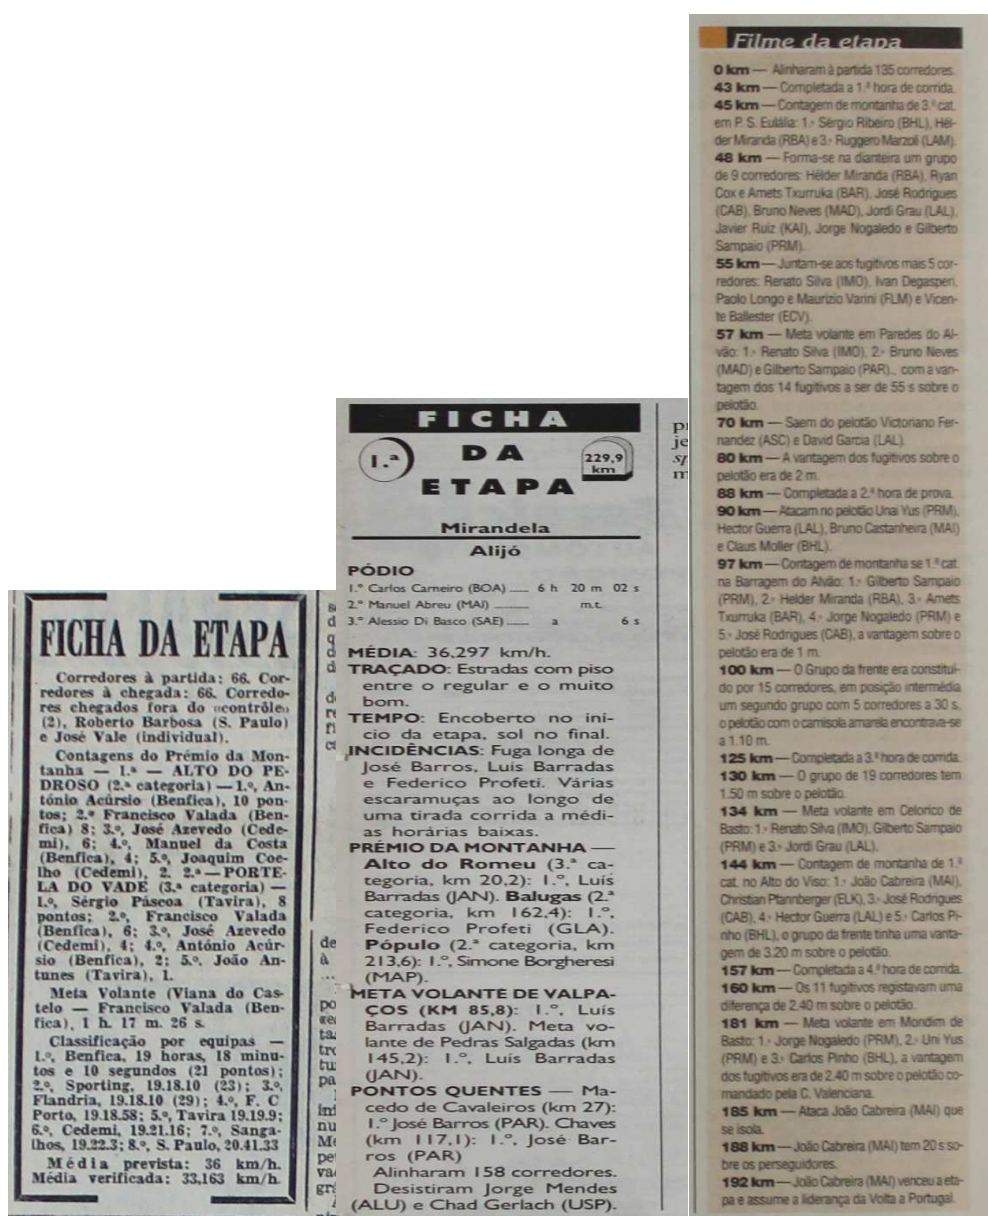 FICHA DA ETAPA
Corredores à partida: 66. Cor-
redores à chegada: 66. Corredo-
res chegados fora do «contrôle»
(2), Roberto Barbosa (S. Paulo)
e José Vale (individual).
Contagens do Prémio da Mon-
tanha — 1.ª — ALTO DO PE-
DROSO (2.ª categoria) — 1.º, An-
tónio Acúrsio (Benfica), 10 pon-
tos; 2.º Francisco Valada (Ben-
fica) 8; 3.º, José Azevedo (Cede-
mi), 6; 4.º, Manuel da Costa
(Benfica), 4; 5.º, Joaquim Coe-
lho (Cedemi), 2. 2.ª — PORTE-
LA DO VADE (3.ª categoria) —
1.º, Sérgio Páscoa (Tavira), 8
pontos; 2.º, Francisco Valada
(Benfica), 6; 3.º, José Azevedo
(Cedemi), 4; 4.º, António Acúr-
sio (Benfica), 2; 5.º, João An-
tunes (Tavira), 1.
Meta Volante (Viana do Cas-
telo — Francisco Valada (Ben-
fica), 1 h. 17 m. 26 s.
Classificação por equipas —
1.º, Benfica, 19 horas, 18 minu-
tos e 10 segundos (21 pontos);
2.º, Sporting, 19.18.10 (23); 3.º,
Flandria, 19.18.10 (29); 4.º, F. C
Porto, 19.18.58; 5.º, Tavira 19.19.9;
6.º, Cedemi, 19.21.16; 7.º, Sanga-
lhos, 19.22.3; 8.º, S. Paulo, 20.41.33
Média prevista: 36 km/h.
Média verificada: 33,163 km/h.
FICHA
1.ª DA 229,9 km
ETAPA
Mirandela
Alijó
PÓDIO
1.º Carlos Carneiro (BOA) ...... 6 h 20 m 02 s
2.º Manuel Abreu (MAI) .......... m.t.
3.º Alessio Di Basco (SAE) ...... a 6 s
MÉDIA: 36,297 km/h.
TRAÇADO: Estradas com piso
entre o regular e o muito
bom.
TEMPO: Encoberto no iní-
cio da etapa, sol no final.
INCIDÊNCIAS: Fuga longa de
José Barros, Luís Barradas
e Federico Profeti. Várias
escaramuças ao longo de
uma tirada corrida a médi-
as horárias baixas.
PRÉMIO DA MONTANHA —
Alto do Romeu (3.ª ca-
tegoria, km 20,2): 1.º, Luís
Barradas (JAN). Balugas (2.ª
categoria, km 162,4): 1.º,
Federico Profeti (GLA).
Pópulo (2.ª categoria, km
213,6): 1.º, Simone Borgheresi
(MAP).
META VOLANTE DE VALPA-
ÇOS (KM 85,8): 1.º, Luís
Barradas (JAN). Meta vo-
lante de Pedras Salgadas (km
145,2): 1.º, Luís Barradas
(JAN).
PONTOS QUENTES — Ma-
cedo de Cavaleiros (km 27):
1.º José Barros (PAR). Chaves
(km 117,1): 1.º, José Bar-
ros (PAR)
Alinharam 158 corredores.
Desistiram Jorge Mendes
(ALU) e Chad Gerlach (USP).
Filme da etapa
0 km — Alinharam à partida 135 corredores.
43 km — Completada a 1.ª hora de corrida.
45 km — Contagem de montanha de 3.ª cat.
em P. S. Eulália: 1.º Sérgio Ribeiro (BHL), Hél-
der Miranda (RBA) e 3.º Ruggero Marzoli (LAM).
48 km — Forma-se na dianteira um grupo
de 9 corredores: Hélder Miranda (RBA), Ryan
Cox e Amets Txurruka (BAR), José Rodrigues
(CAB), Bruno Neves (MAD), Jordi Grau (LAL),
Javier Ruiz (KAI), Jorge Nogaledo e Gilberto
Sampaio (PRM).
55 km — Juntam-se aos fugitivos mais 5 cor-
redores: Renato Silva (IMO), Ivan Degasperi,
Paolo Longo e Maurizio Varini (FLM) e Vicen-
te Ballester (ECV).
57 km — Meta volante em Paredes do Al-
vão: 1.º Renato Silva (IMO), 2.º Bruno Neves
(MAD) e Gilberto Sampaio (PAR)., com a van-
tagem dos 14 fugitivos a ser de 55 s sobre o
pelotão.
70 km — Saem do pelotão Victoriano Fer-
nandez (ASC) e David Garcia (LAL).
80 km — A vantagem dos fugitivos sobre o
pelotão era de 2 m.
88 km — Completada a 2.ª hora de prova.
90 km — Atacam no pelotão Unai Yus (PRM),
Hector Guerra (LAL), Bruno Castanheira (MAI)
e Claus Moller (BHL).
97 km — Contagem de montanha se 1.ª cat.
na Barragem do Alvão: 1.º Gilberto Sampaio
(PRM), 2.º Helder Miranda (RBA), 3.º Amets
Txurruka (BAR), 4.º Jorge Nogaledo (PRM) e
5.º José Rodrigues (CAB), a vantagem sobre o
pelotão era de 1 m.
100 km — O Grupo da frente era constituí-
do por 15 corredores, em posição intermédia
um segundo grupo com 5 corredores a 30 s,
o pelotão com o camisola amarela encontrava-se
a 1.10 m.
125 km — Completada a 3.ª hora de corrida.
130 km — O grupo de 19 corredores tem
1.50 m sobre o pelotão.
134 km — Meta volante em Celorico de
Basto: 1.º Renato Silva (IMO), Gilberto Sampaio
(PRM) e 3.º Jordi Grau (LAL).
144 km — Contagem de montanha de 1.ª
cat. no Alto do Viso: 1.º João Cabreira (MAI),
Christian Pfannberger (ELK), 3.º José Rodrigues
(CAB), 4.º Hector Guerra (LAL) e 5.º Carlos Pi-
nho (BHL), o grupo da frente tinha uma vanta-
gem de 3.20 m sobre o pelotão.
157 km — Completada a 4.ª hora de corrida.
160 km — Os 11 fugitivos registavam uma
diferença de 2.40 m sobre o pelotão.
181 km — Meta volante em Mondim de
Basto: 1.º Jorge Nogaledo (PRM), 2.º Uni Yus
(PRM) e 3.º Carlos Pinho (BHL), a vantagem
dos fugitivos era de 2.40 m sobre o pelotão co-
mandado pela C. Valenciana.
185 km — Ataca João Cabreira (MAI) que
se isola.
188 km — João Cabreira (MAI) tem 20 s so-
bre os perseguidores.
192 km — João Cabreira (MAI) venceu a eta-
pa e assume a liderança da Volta a Portugal.